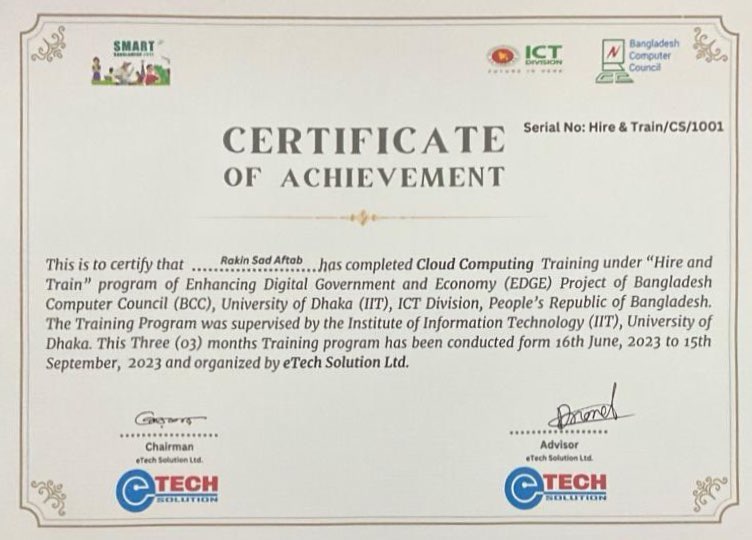 SMART
ICT
DIVISION
FUTURE IS HERE
Bangladesh
Computer
Council
Serial No: Hire & Train/CS/1001
CERTIFICATE
OF ACHIEVEMENT
This is to certify that ........Rakin Sad Aftab........has completed Cloud Computing Training under “Hire and
Train” program of Enhancing Digital Government and Economy (EDGE) Project of Bangladesh
Computer Council (BCC), University of Dhaka (IIT), ICT Division, People’s Republic of Bangladesh.
The Training Program was supervised by the Institute of Information Technology (IIT), University of
Dhaka. This Three (03) months Training program has been conducted form 16th June, 2023 to 15th
September, 2023 and organized by eTech Solution Ltd.
Chairman
eTech Solution Ltd.
eTECH
SOLUTION
Advisor
eTech Solution Ltd.
eTECH
SOLUTION